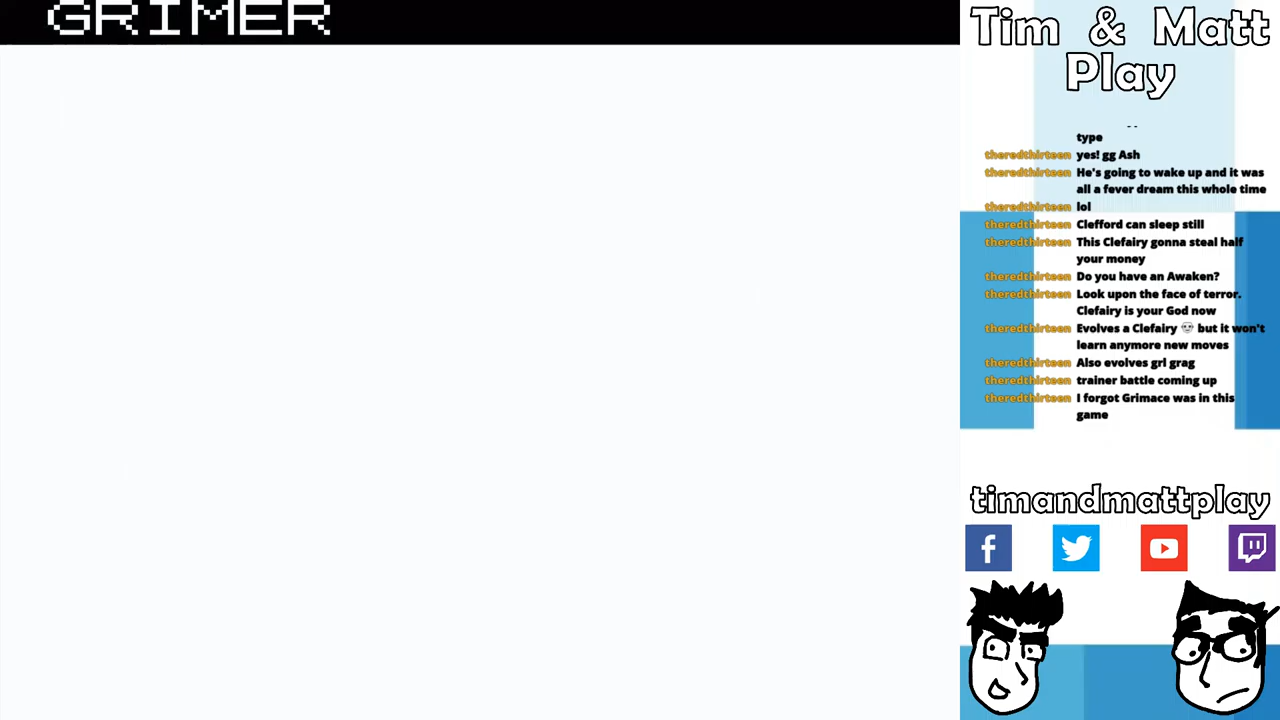 GRIMER
Tim & Matt
Play
type
theredthirteen yes! gg Ash
theredthirteen He's going to wake up and it was
all a fever dream this whole time
theredthirteen lol
theredthirteen Clefford can sleep still
theredthirteen This Clefairy gonna steal half
your money
theredthirteen Do you have an Awaken?
theredthirteen Look upon the face of terror.
Clefairy is your God now
theredthirteen Evolves a Clefairy but it won't
learn anymore new moves
theredthirteen Also evolves grl grag
theredthirteen trainer battle coming up
theredthirteen I forgot Grimace was in this
game
timandmattplay